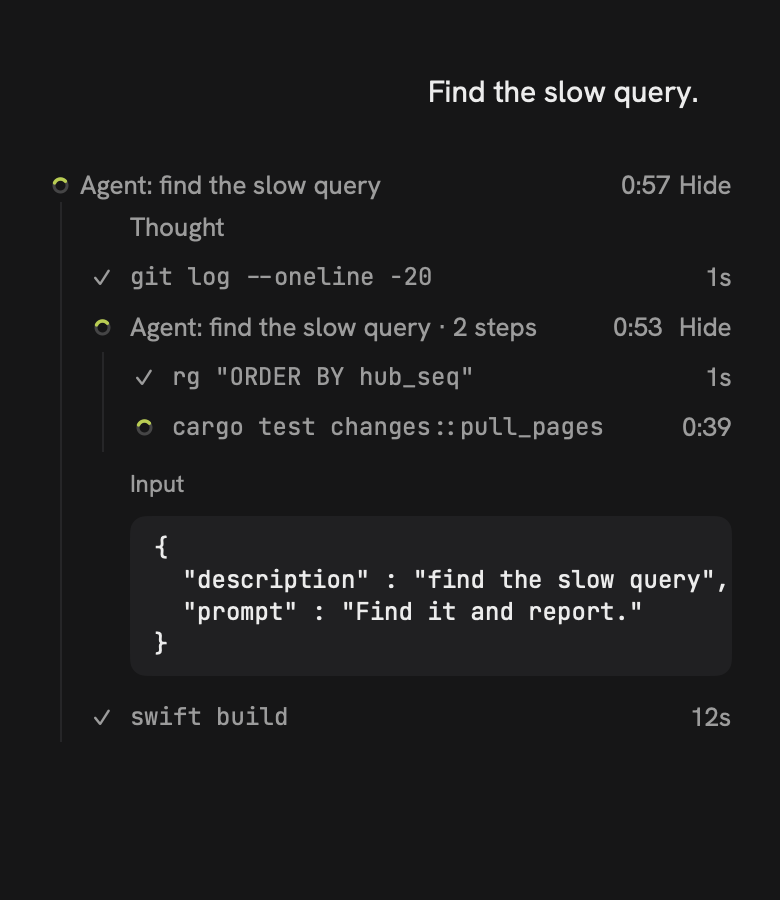 Find the slow query.
Agent: find the slow query 0:57 Hide
Thought
git log --oneline -20 1s
Agent: find the slow query · 2 steps 0:53 Hide
rg "ORDER BY hub_seq" 1s
cargo test changes::pull_pages 0:39
Input
{
  "description" : "find the slow query",
  "prompt" : "Find it and report."
}
swift build 12s